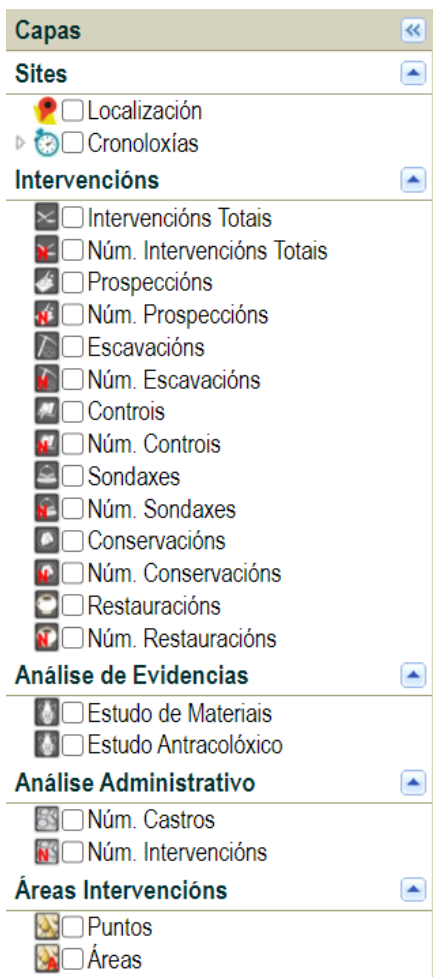 Capas
Sites
Localización
Cronoloxías
Intervencións
Intervencións Totais
Núm. Intervencións Totais
Prospeccións
Núm. Prospeccións
Escavacións
Núm. Escavacións
Controis
Núm. Controis
Sondaxes
Núm. Sondaxes
Conservacións
Núm. Conservacións
Restauracións
Núm. Restauracións
Análise de Evidencias
Estudo de Materiais
Estudo Antracolóxico
Análise Administrativo
Núm. Castros
Núm. Intervencións
Áreas Intervencións
Puntos
Áreas